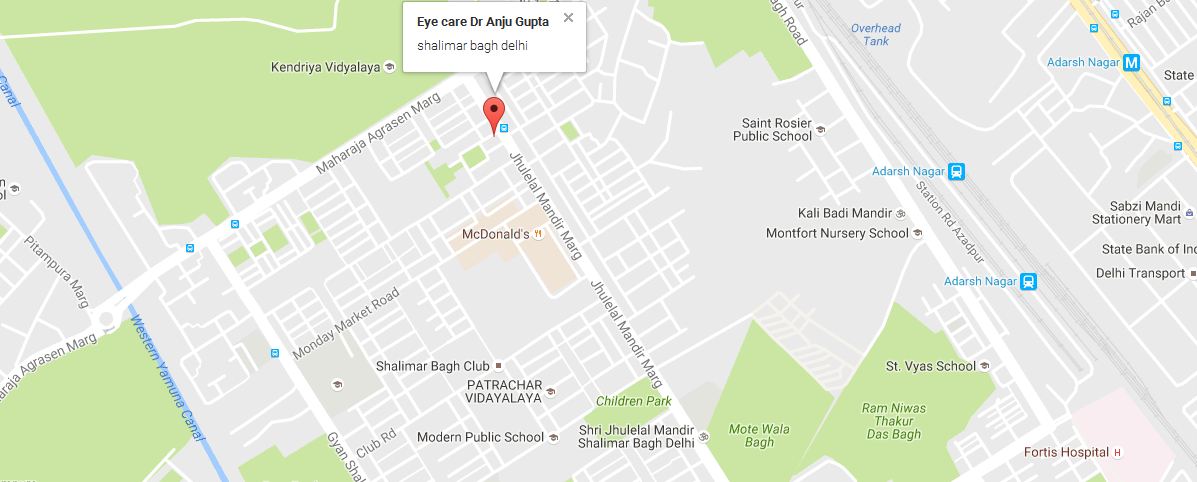 Eye care Dr Anju Gupta
shalimar bagh delhi
Kendriya Vidyalaya
Maharaja Agrasen Marg
Overhead
Tank
Rajan Ba
Adarsh Nagar
M
State
Saint Rosier
Public School
Bagh Road
Jhulelal Mandir Marg
Adarsh Nagar
Station Rd Azadpur
Sabzi Mandi
Stationery Mart
Canal
Pitampura Marg
McDonald's
Kali Badi Mandir
Montfort Nursery School
State Bank of Ind
Delhi Transport
Adarsh Nagar
Monday Market Road
Jhulelal Mandir Marg
Western Yamuna Canal
araja Agrasen Marg
Shalimar Bagh Club
PATRACHAR
VIDAYALAYA
St. Vyas School
Children Park
Ram Niwas
Thakur
Das Bagh
Mote Wala
Bagh
Shri Jhulelal Mandir
Shalimar Bagh Delhi
Modern Public School
Club Rd
Gyan Sha
Fortis Hospital
H